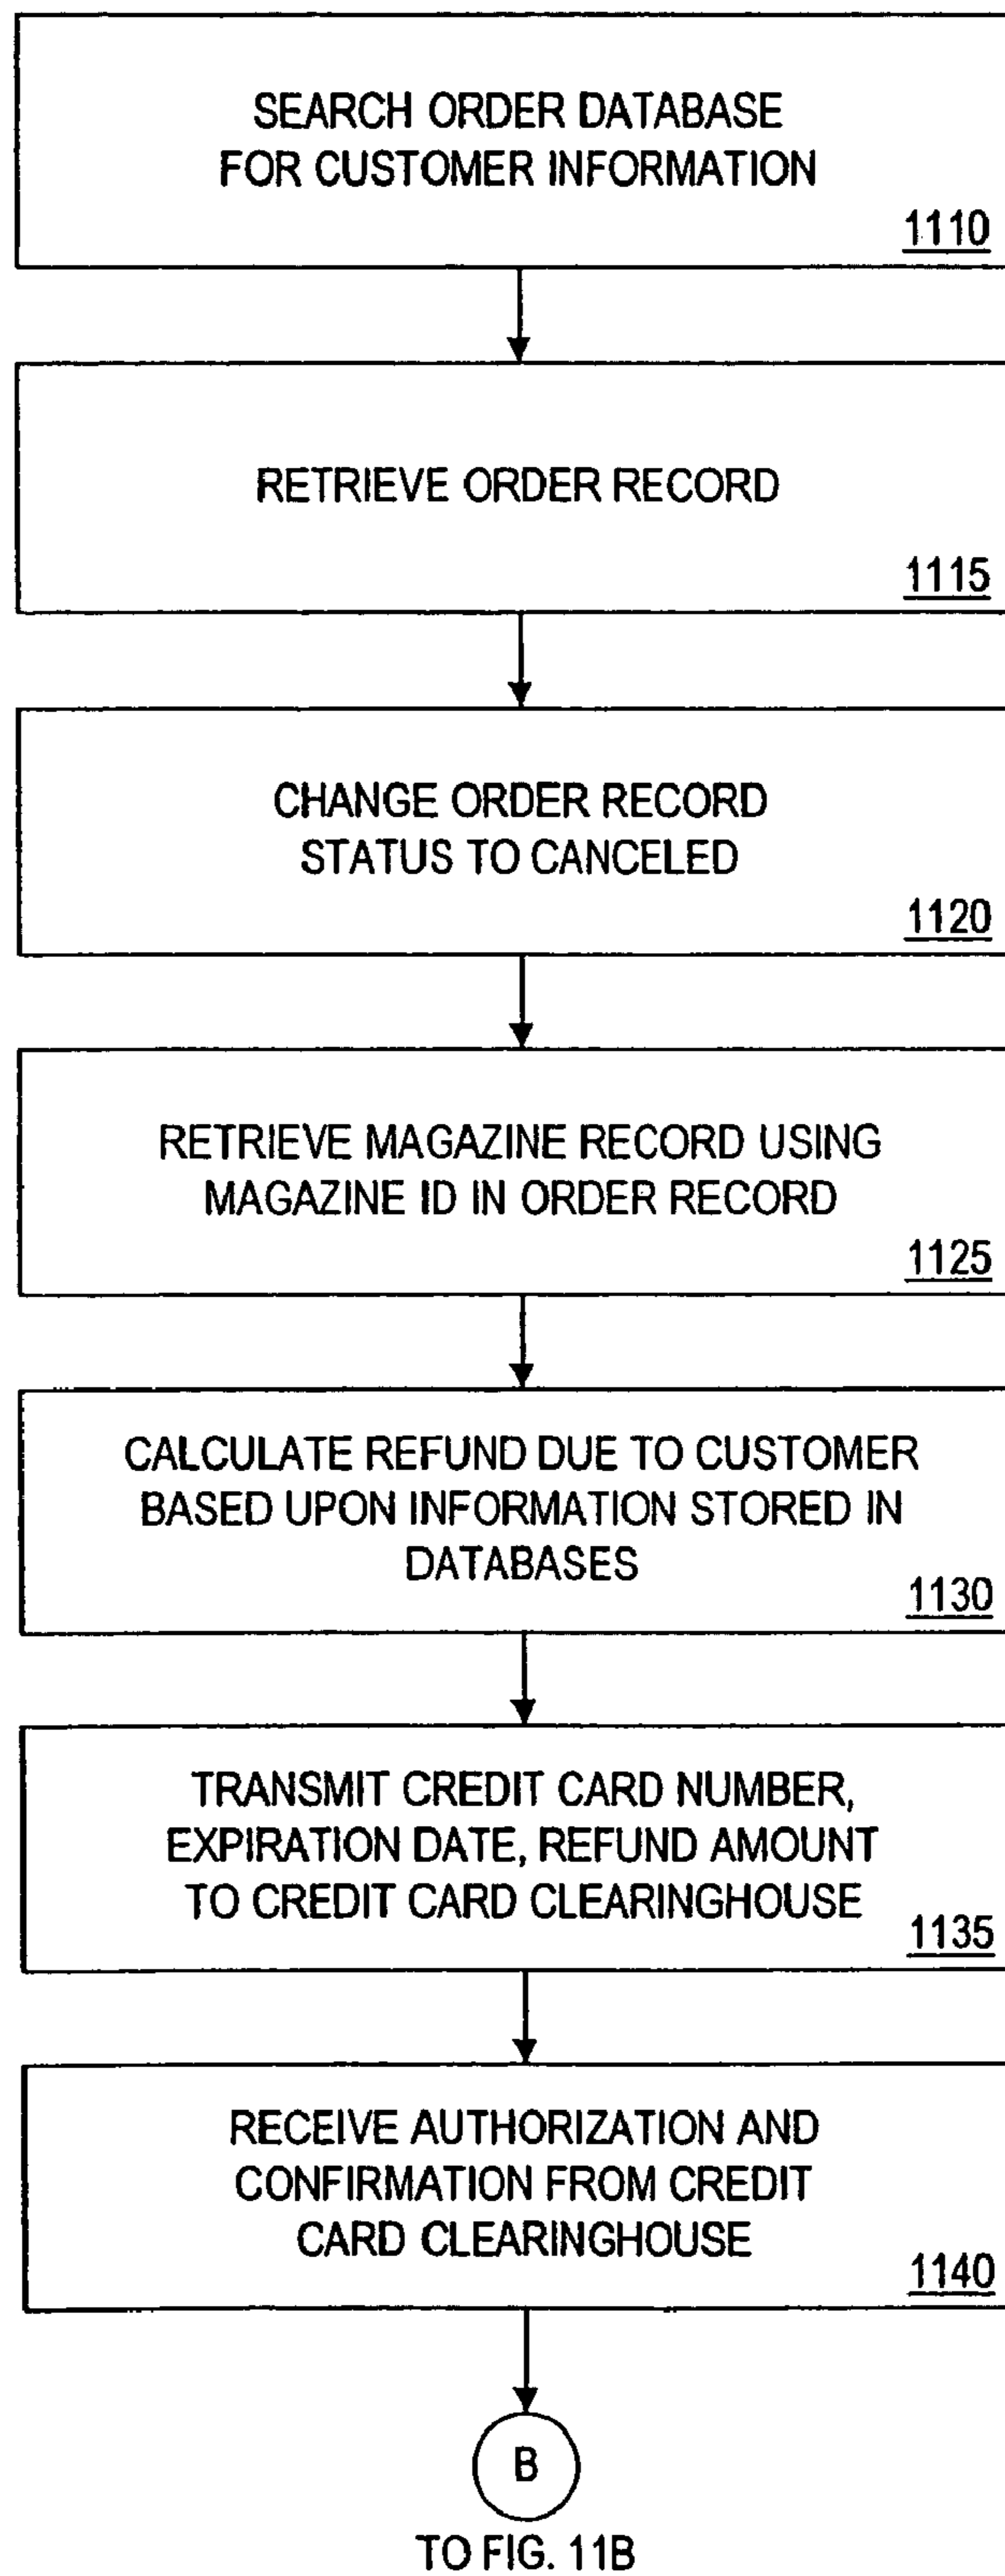 SEARCH ORDER DATABASE
FOR CUSTOMER INFORMATION
1110
RETRIEVE ORDER RECORD
1115
CHANGE ORDER RECORD
STATUS TO CANCELED
1120
RETRIEVE MAGAZINE RECORD USING
MAGAZINE ID IN ORDER RECORD
1125
CALCULATE REFUND DUE TO CUSTOMER
BASED UPON INFORMATION STORED IN
DATABASES
1130
TRANSMIT CREDIT CARD NUMBER,
EXPIRATION DATE, REFUND AMOUNT
TO CREDIT CARD CLEARINGHOUSE
1135
RECEIVE AUTHORIZATION AND
CONFIRMATION FROM CREDIT
CARD CLEARINGHOUSE
1140
B
TO FIG. 11B